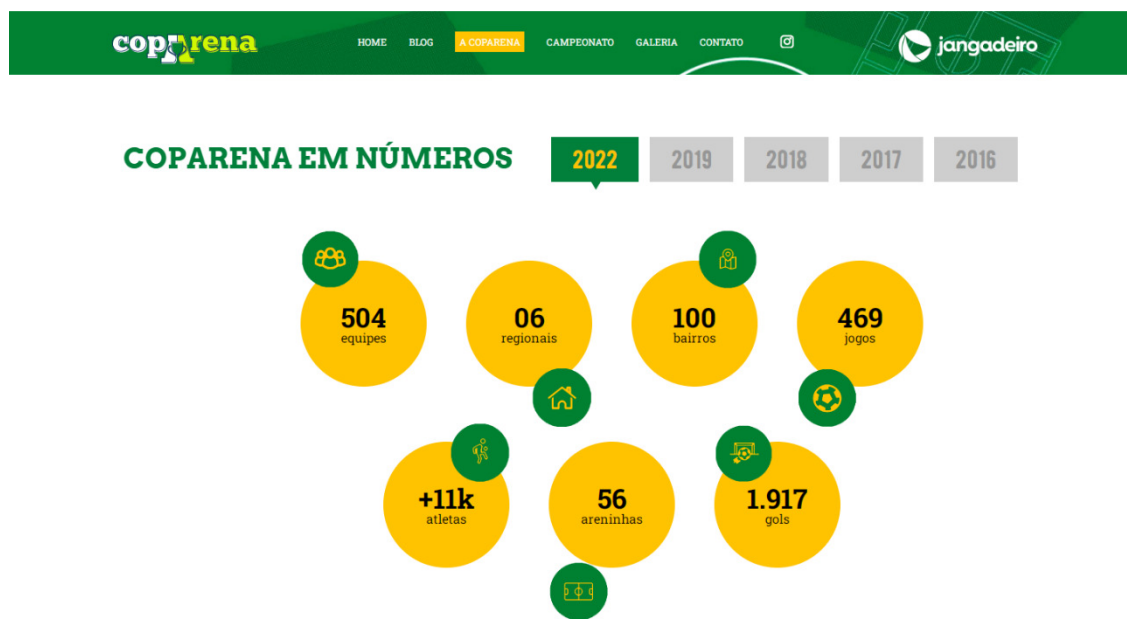 coparena HOME BLOG A COPARENA CAMPEONATO GALERIA CONTATO jangadeiro
COPARENA EM NÚMEROS 2022 2019 2018 2017 2016
504 06 100 469
equipes regionais bairros jogos
+11k 56 1.917
atletas areninhas gols